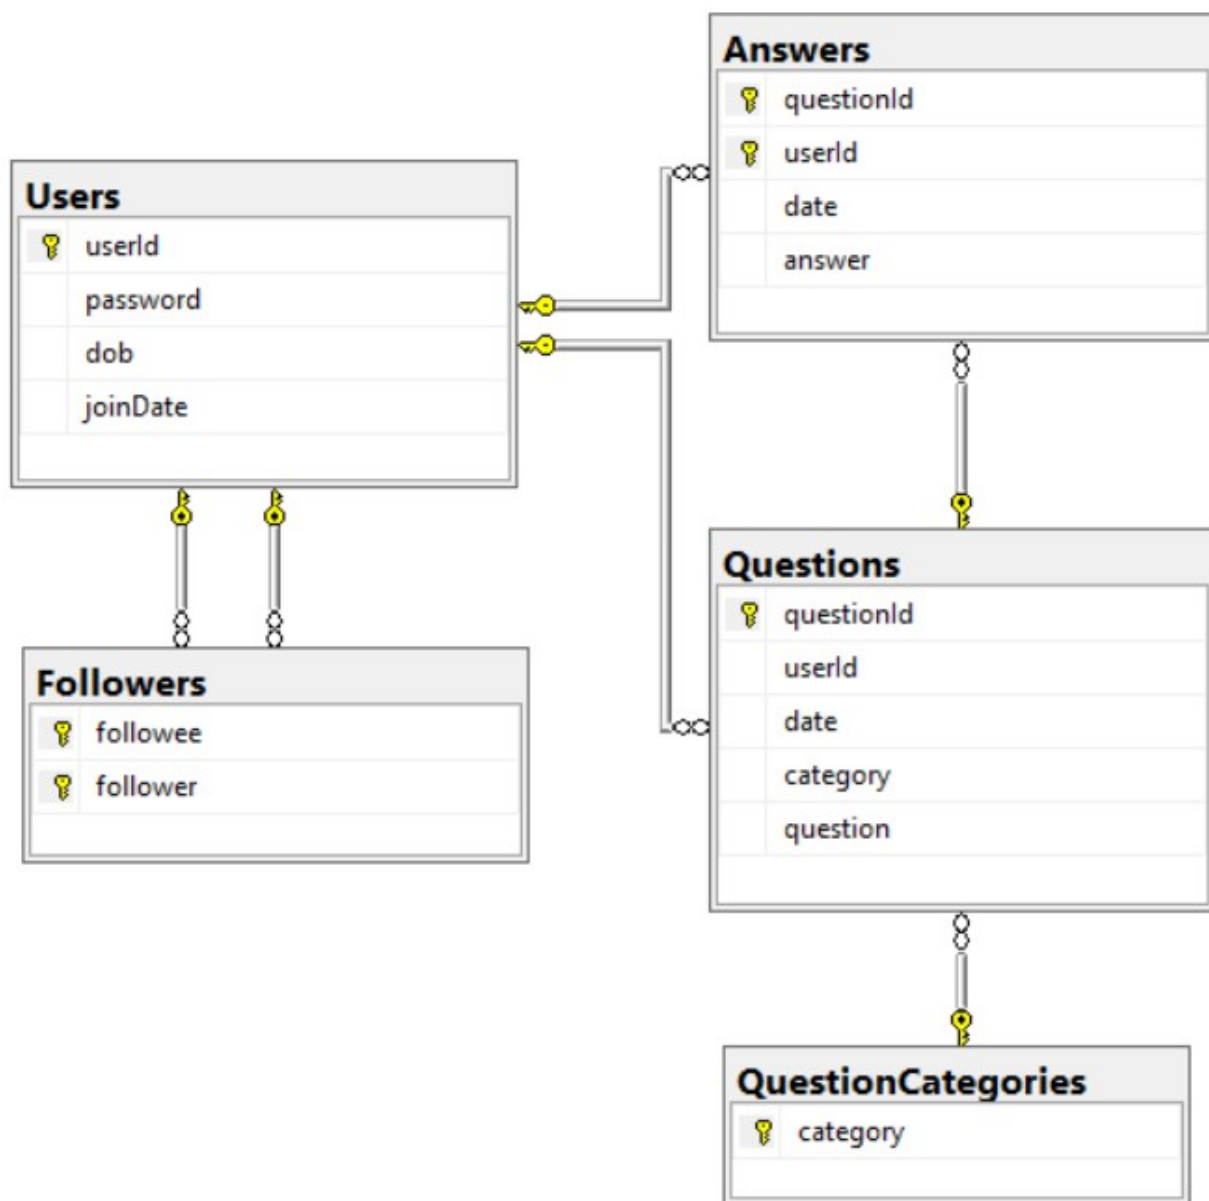 Answers
questionId
userId
date
answer
Users
userId
password
dob
joinDate
Followers
followee
follower
Questions
questionId
userId
date
category
question
QuestionCategories
category